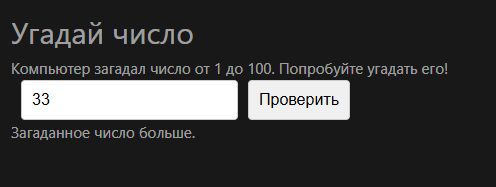 Угадай число
Компьютер загадал число от 1 до 100. Попробуйте угадать его!
33 Проверить
Загаданное число больше.